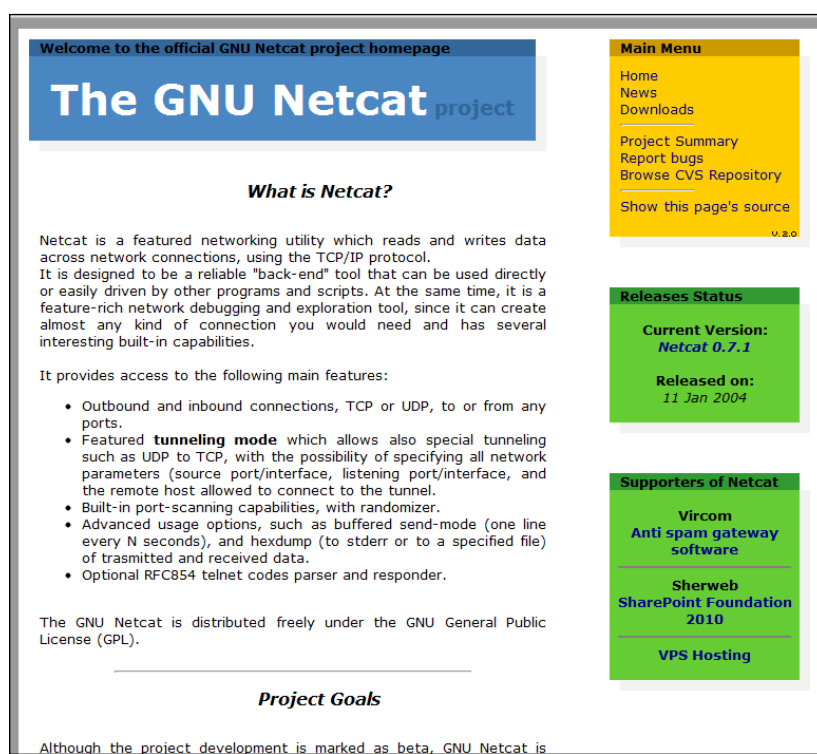 Welcome to the official GNU Netcat project homepage
The GNU Netcat project
What is Netcat?
Netcat is a featured networking utility which reads and writes data
across network connections, using the TCP/IP protocol.
It is designed to be a reliable "back-end" tool that can be used directly
or easily driven by other programs and scripts. At the same time, it is a
feature-rich network debugging and exploration tool, since it can create
almost any kind of connection you would need and has several
interesting built-in capabilities.
It provides access to the following main features:
• Outbound and inbound connections, TCP or UDP, to or from any
ports.
• Featured tunneling mode which allows also special tunneling
such as UDP to TCP, with the possibility of specifying all network
parameters (source port/interface, listening port/interface, and
the remote host allowed to connect to the tunnel.
• Built-in port-scanning capabilities, with randomizer.
• Advanced usage options, such as buffered send-mode (one line
every N seconds), and hexdump (to stderr or to a specified file)
of trasmitted and received data.
• Optional RFC854 telnet codes parser and responder.
The GNU Netcat is distributed freely under the GNU General Public
License (GPL).
Project Goals
Although the project development is marked as beta, GNU Netcat is
Main Menu
Home
News
Downloads
Project Summary
Report bugs
Browse CVS Repository
Show this page's source
V. 2.0
Releases Status
Current Version:
Netcat 0.7.1
Released on:
11 Jan 2004
Supporters of Netcat
Vircom
Anti spam gateway
software
Sherweb
SharePoint Foundation
2010
VPS Hosting